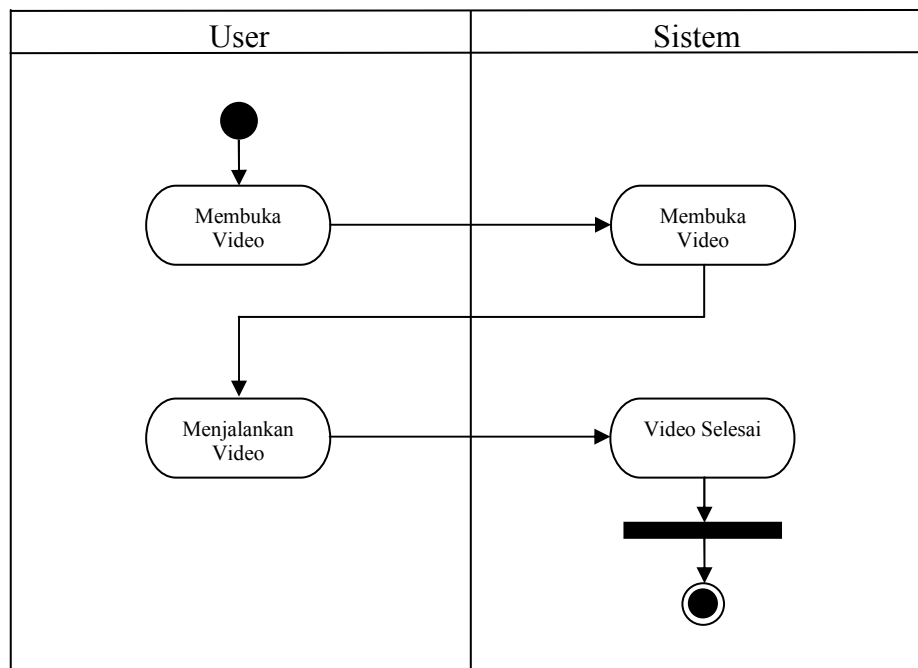 User
Sistem
Membuka
Video
Membuka
Video
Menjalankan
Video
Video Selesai